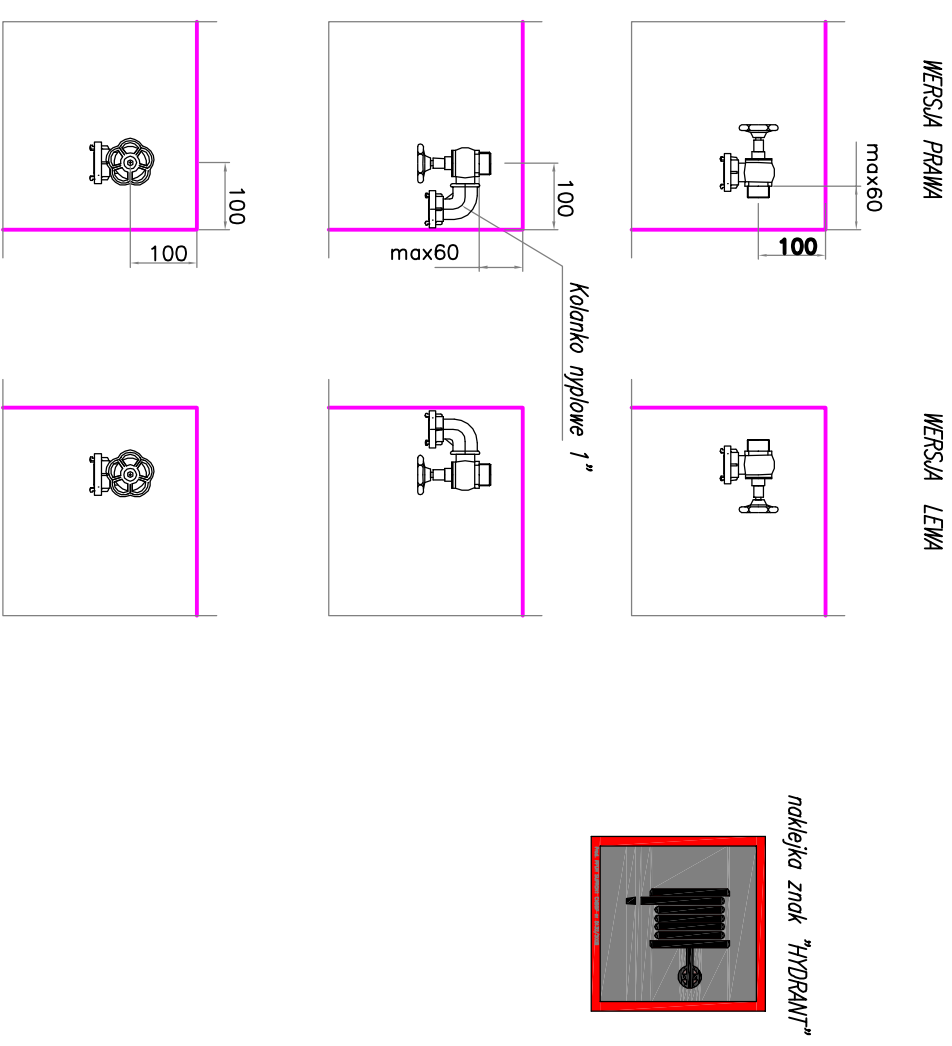 WERSJA PRAWA
WERSJA LEWA
max60
100
100
max60
100
100
Kolanko nyplowe 1"
naklejka znak "HYDRANT"